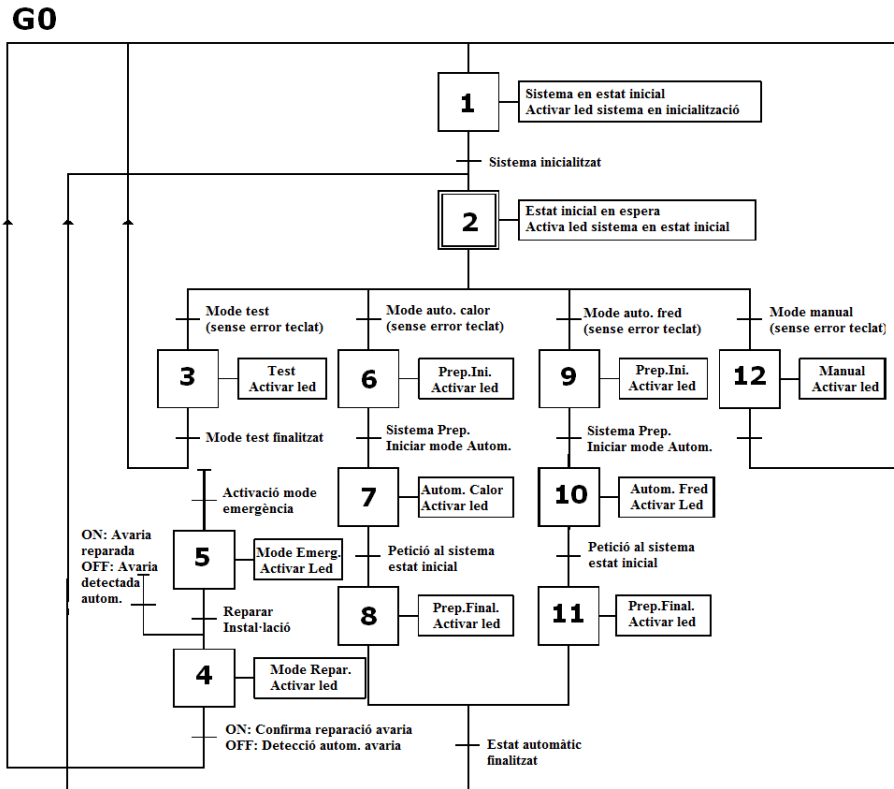 G0
1
Sistema en estat inicial
Activar led sistema en inicialització
Sistema inicialitzat
2
Estat inicial en espera
Activa led sistema en estat inicial
Mode test
(sense error teclat)
Mode auto. calor
(sense error teclat)
Mode auto. fred
(sense error teclat)
Mode manual
(sense error teclat)
3
Test
Activar led
6
Prep.Ini.
Activar led
9
Prep.Ini.
Activar led
12
Manual
Activar led
Mode test finalitzat
Sistema Prep.
Iniciar mode Autom.
Sistema Prep.
Iniciar mode Autom.
Activació mode
emergència
7
Autom. Calor
Activar led
10
Autom. Fred
Activar Led
ON: Avaria
reparada
OFF: Avaria
detectada
autom.
5
Mode Emerg.
Activar Led
Petició al sistema
estat inicial
Petició al sistema
estat inicial
Reparar
Instal·lació
8
Prep.Final.
Activar led
11
Prep.Final.
Activar led
4
Mode Repar.
Activar led
ON: Confirma reparació avaria
OFF: Detecció autom. avaria
Estat automàtic
finalitzat